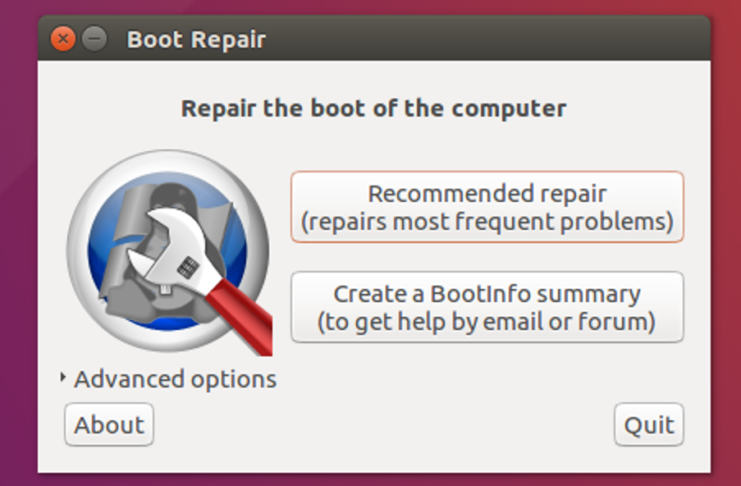 Boot Repair
Repair the boot of the computer
Recommended repair
(repairs most frequent problems)
Create a BootInfo summary
(to get help by email or forum)
Advanced options
About
Quit